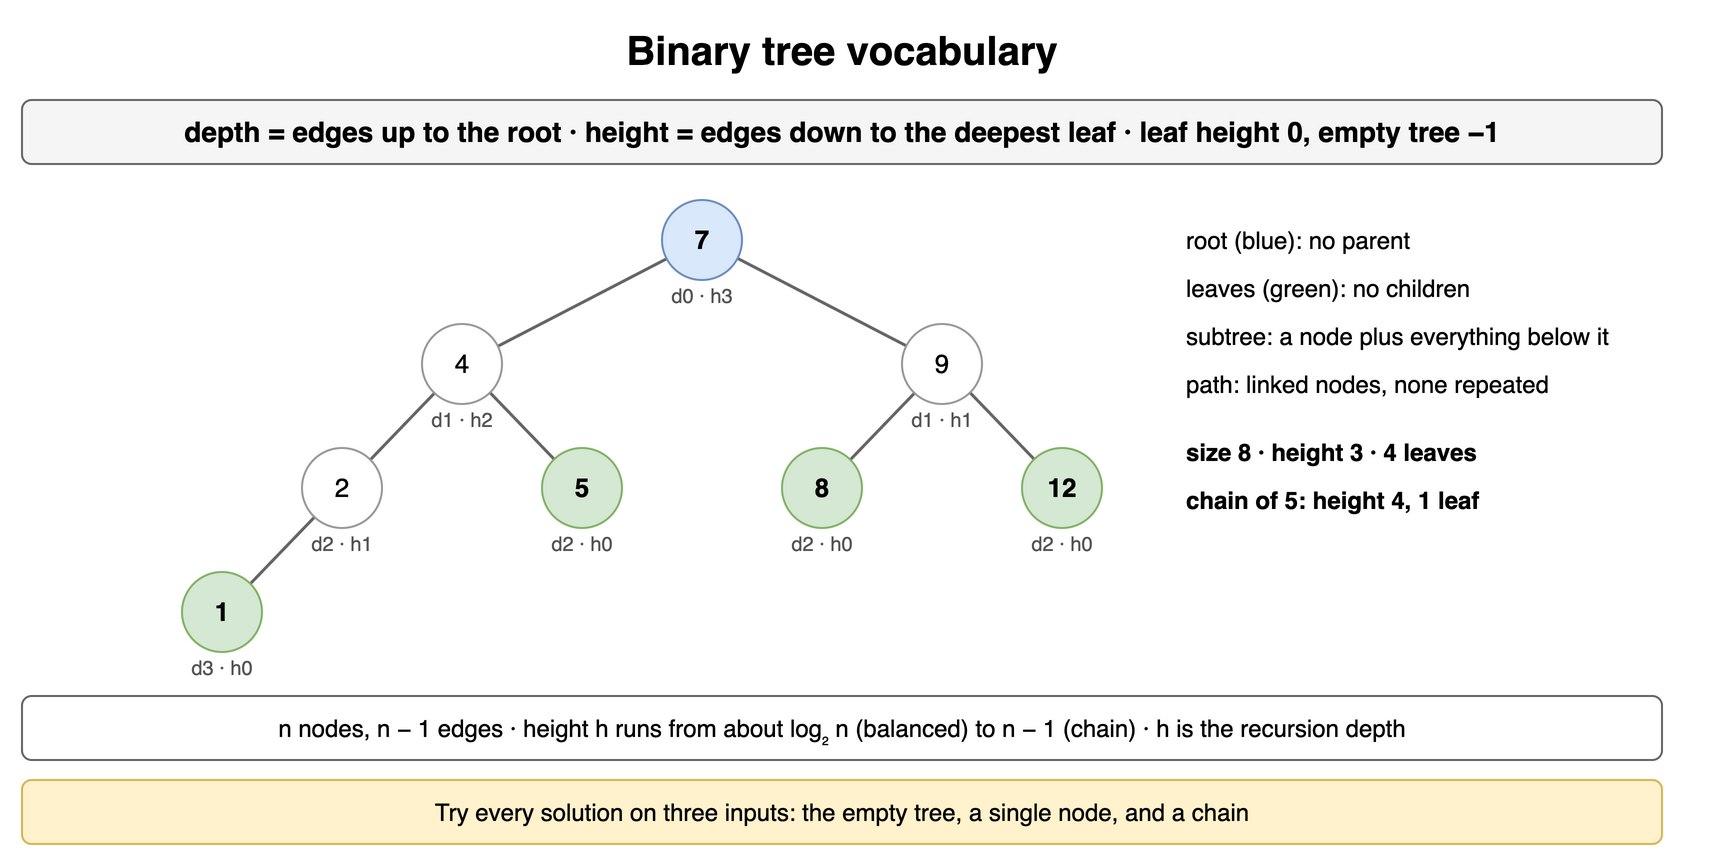 Binary tree vocabulary
depth = edges up to the root · height = edges down to the deepest leaf · leaf height 0, empty tree −1
7
d0 · h3
root (blue): no parent
leaves (green): no children
subtree: a node plus everything below it
path: linked nodes, none repeated
4
9
d1 · h2
d1 · h1
size 8 · height 3 · 4 leaves
chain of 5: height 4, 1 leaf
2
5
8
12
d2 · h1
d2 · h0
d2 · h0
d2 · h0
1
d3 · h0
n nodes, n − 1 edges · height h runs from about log₂ n (balanced) to n − 1 (chain) · h is the recursion depth
Try every solution on three inputs: the empty tree, a single node, and a chain